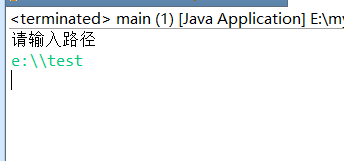 <terminated> main (1) [Java Application] E:\my
请输入路径
e:\\test